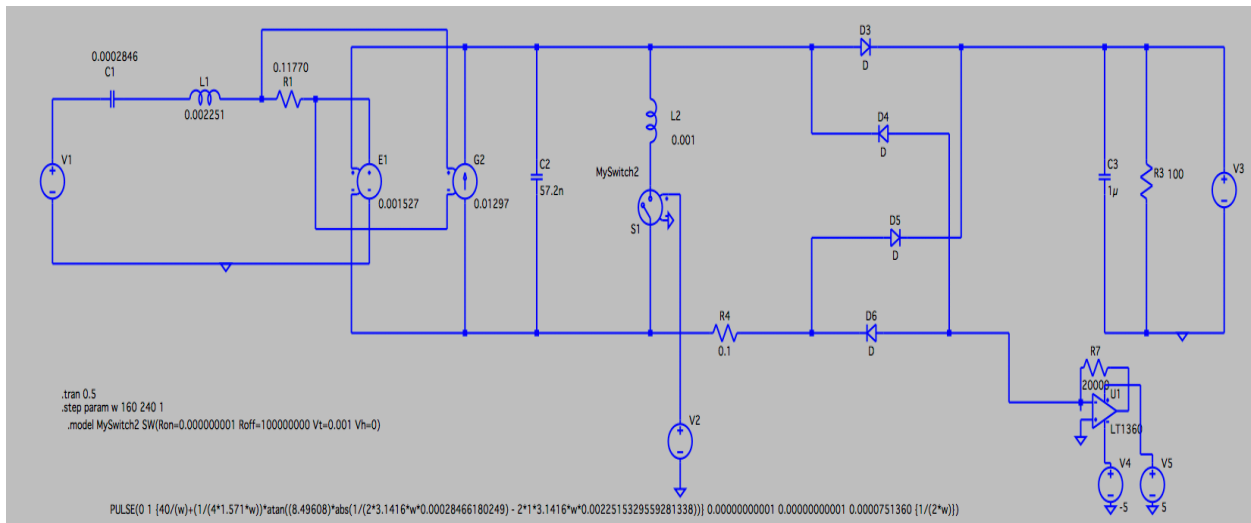 D3
D
0.0002846
C1
L1
0.002251
0.11770
R1
D4
D
L2
0.001
MySwitch2
S1
V1
E1
0.001527
G2
0.01297
C2
57.2n
C3
1µ
R3 100
V3
D5
D
R4
0.1
D6
D
R7
20000
U1
LT1360
V2
V4
-5
V5
5
.tran 0.5
.step param w 160 240 1
.model MySwitch2 SW(Ron=0.000000001 Roff=100000000 Vt=0.001 Vh=0)
PULSE(0 1 {40/(w)+(1/(4*1.571*w))*atan((8.49608)*abs(1/(2*3.1416*w*0.00028466180249) - 2*1*3.1416*w*0.0022515329559281338))} 0.00000000001 0.00000000001 0.0000751360 {1/(2*w)})